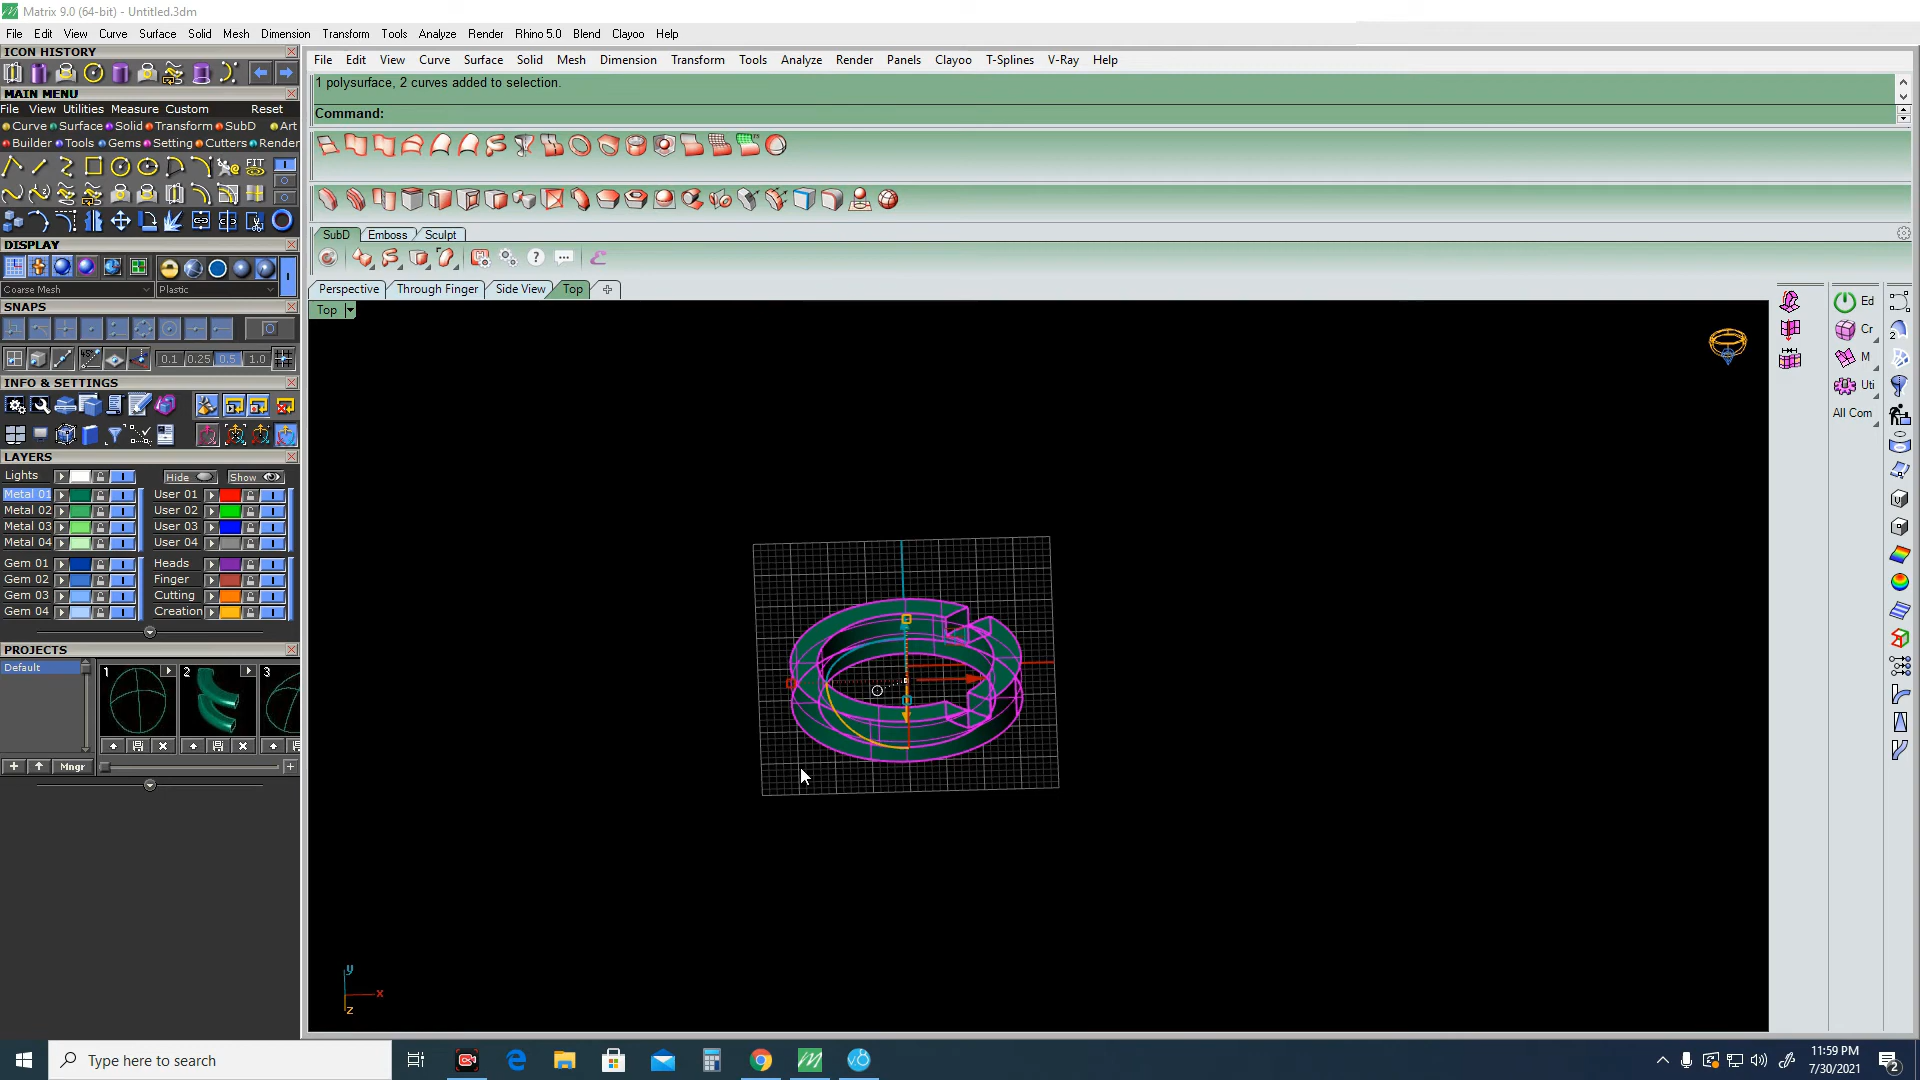 Matrix 9.0 (64-bit) - Untitled.3dm
File Edit View Curve Surface Solid Mesh Dimension Transform Tools Analyze Render Rhino 5.0 Blend Clayoo Help
ICON HISTORY
MAIN MENU
File View Utilities Measure Custom Reset
Curve Surface Solid Transform SubD Art
Builder Tools Gems Setting Cutters Render
FIT
DISPLAY
Coarse Mesh Plastic
SNAPS
0.1 0.25 0.5 1.0
INFO & SETTINGS
LAYERS
Lights Hide Show
Metal 01 User 01
Metal 02 User 02
Metal 03 User 03
Metal 04 User 04
Gem 01 Heads
Gem 02 Finger
Gem 03 Cutting
Gem 04 Creation
PROJECTS
Default 1 2 3
Mngr
File Edit View Curve Surface Solid Mesh Dimension Transform Tools Analyze Render Panels Clayoo T-Splines V-Ray Help
1 polysurface, 2 curves added to selection.
Command:
SubD Emboss Sculpt
Perspective Through Finger Side View Top
Top
y
x
z
Ed
Cr
M
Uti
All Com
Type here to search
11:59 PM
7/30/2021
2